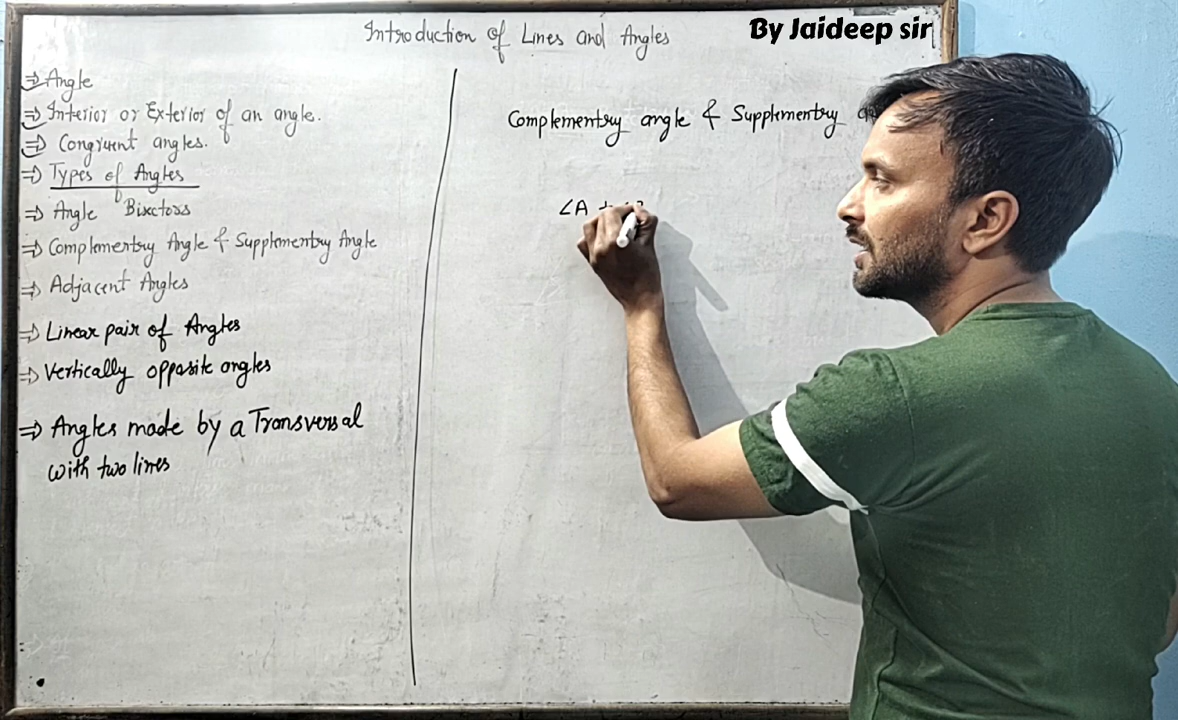 Introduction of Lines and Angles
By Jaideep sir
⇒ Angle
⇒ Interior or Exterior of an angle.
⇒ Congruent angles.
⇒ Types of Angles
⇒ Angle Bisectors
⇒ Complementry Angle & Supplementry Angle
⇒ Adjacent Angles
⇒ Linear pair of Angles
⇒ Vertically opposite angles
⇒ Angles made by a Transversal
with two lines
Complementry angle & Supplementry
∠A +